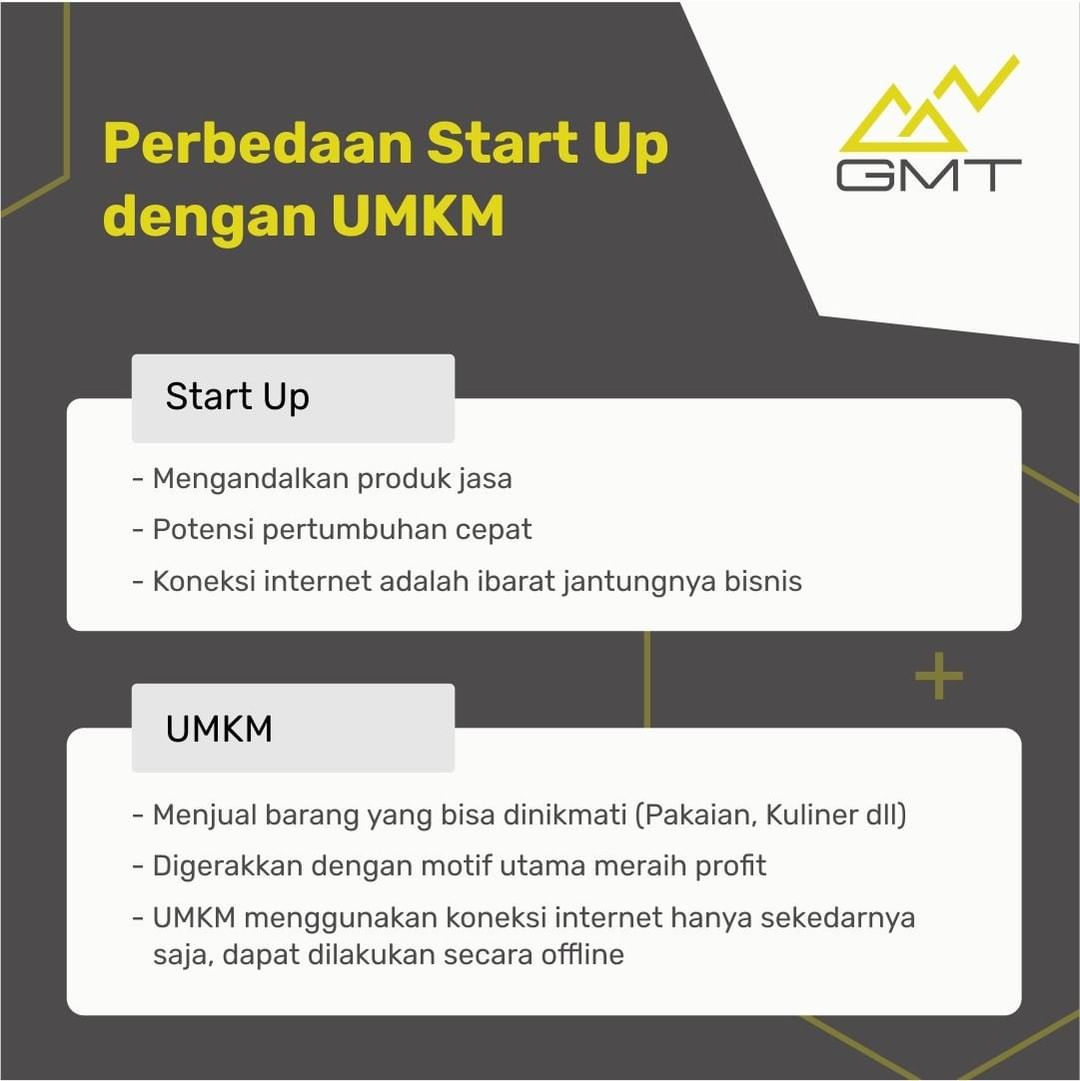 Perbedaan Start Up
dengan UMKM
GMT
Start Up
- Mengandalkan produk jasa
- Potensi pertumbuhan cepat
- Koneksi internet adalah ibarat jantungnya bisnis
UMKM
- Menjual barang yang bisa dinikmati (Pakaian, Kuliner dll)
- Digerakkan dengan motif utama meraih profit
- UMKM menggunakan koneksi internet hanya sekedarnya
saja, dapat dilakukan secara offline